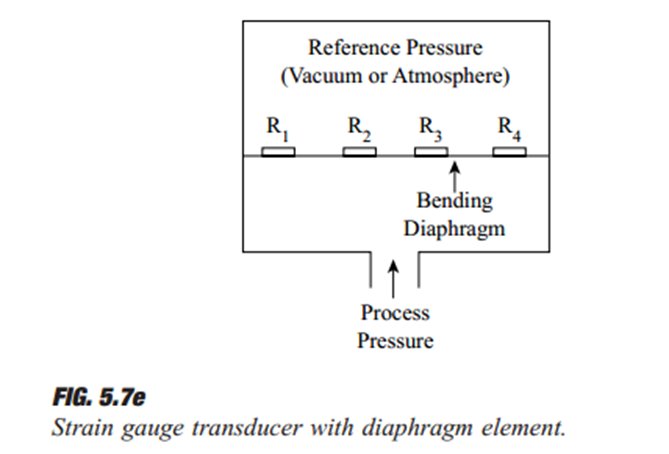 Reference Pressure
(Vacuum or Atmosphere)
R1 R2 R3 R4
Bending
Diaphragm
Process
Pressure
FIG. 5.7e
Strain gauge transducer with diaphragm element.